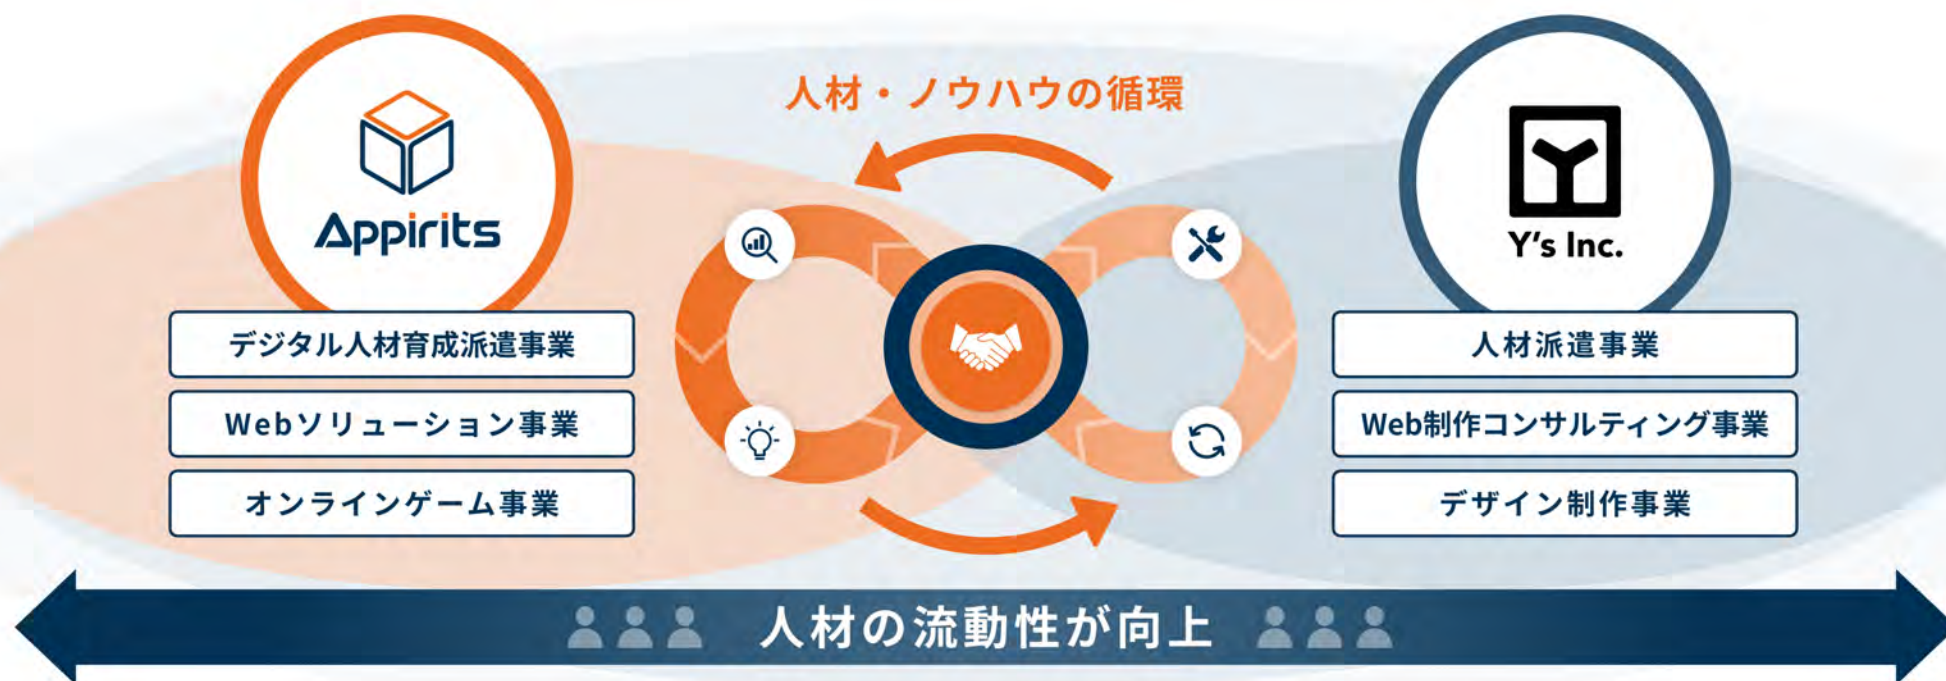 人材・ノウハウの循環
Appirits
デジタル人材育成派遣事業
Webソリューション事業
オンラインゲーム事業
Y's Inc.
人材派遣事業
Web制作コンサルティング事業
デザイン制作事業
人材の流動性が向上